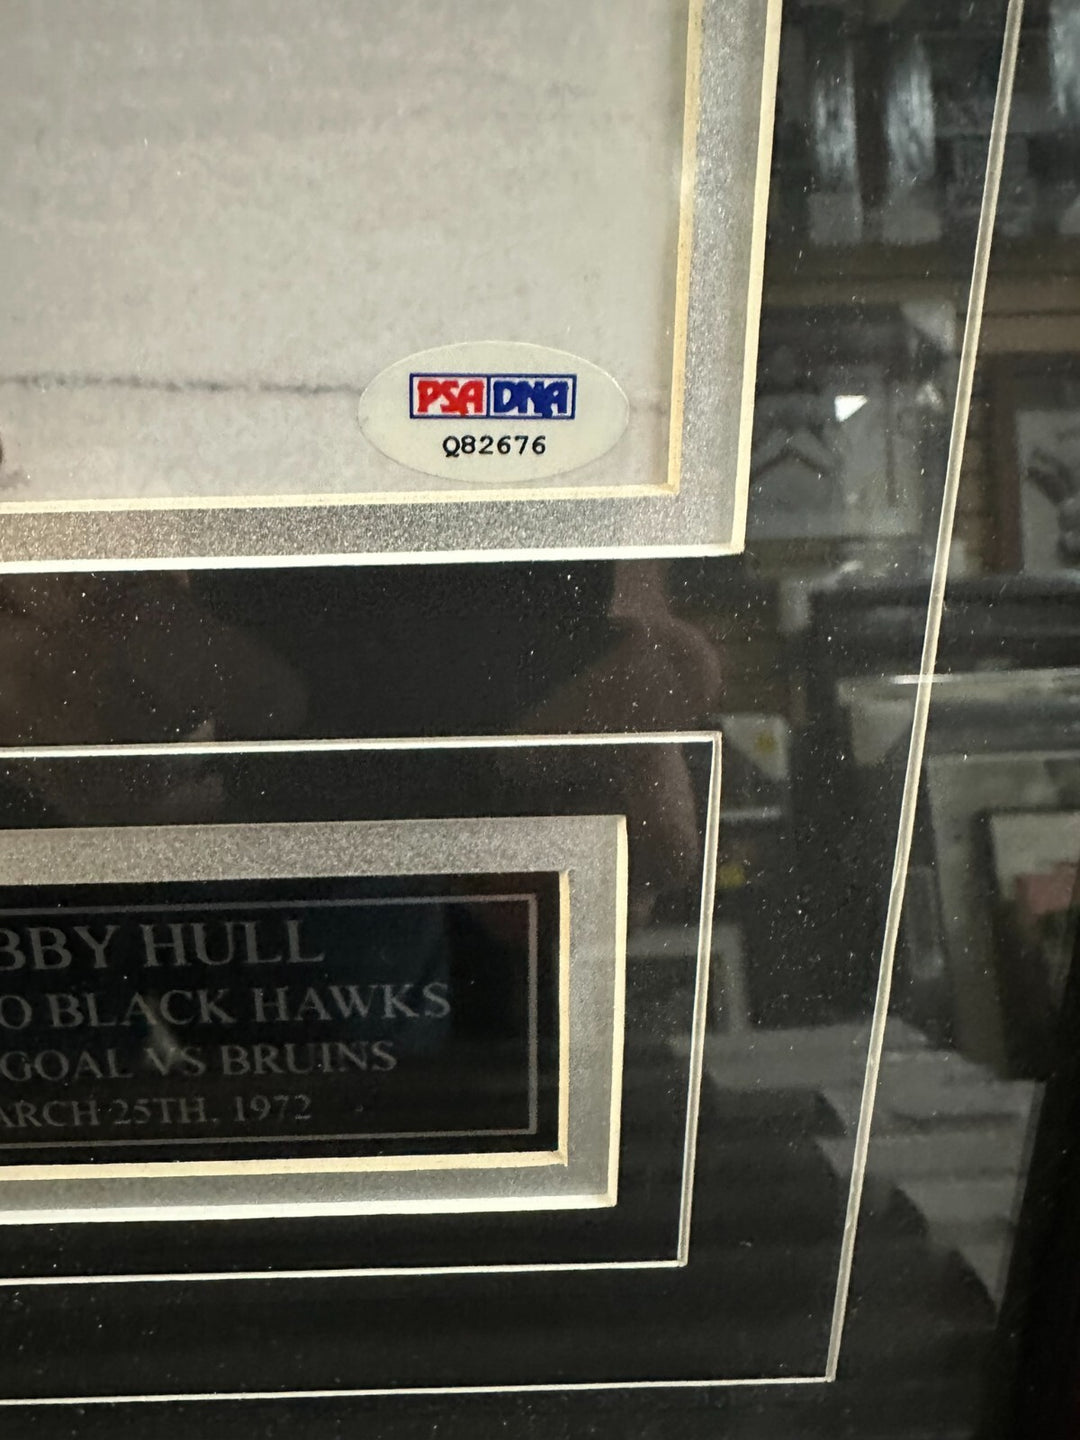 PSA DNA
Q82676
BBY HULL
O BLACK HAWKS
GOAL VS BRUINS
ARCH 25TH, 1972